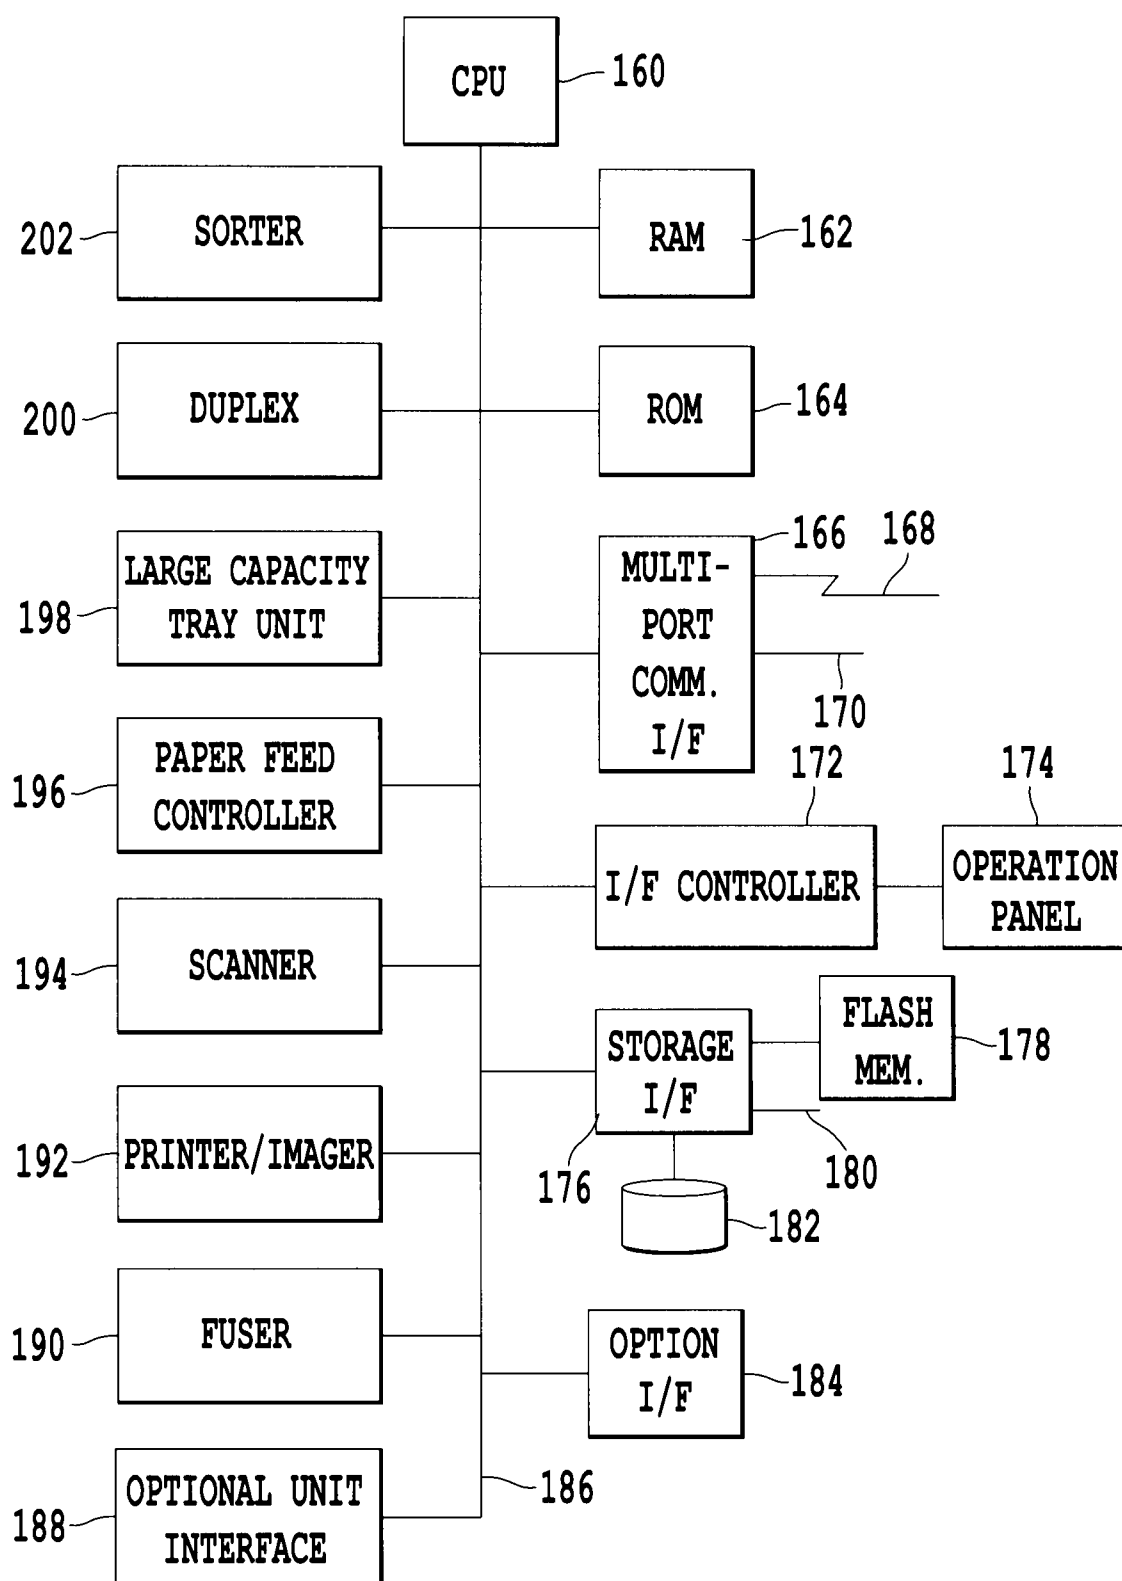 CPU
160
SORTER
202
RAM
162
DUPLEX
200
ROM
164
LARGE CAPACITY
TRAY UNIT
198
166
168
MULTI-
PORT
COMM.
I/F
170
PAPER FEED
CONTROLLER
196
172
174
I/F CONTROLLER
OPERATION
PANEL
SCANNER
194
STORAGE
I/F
176
FLASH
MEM.
178
180
182
PRINTER/IMAGER
192
FUSER
190
OPTION
I/F
184
186
OPTIONAL UNIT
INTERFACE
188